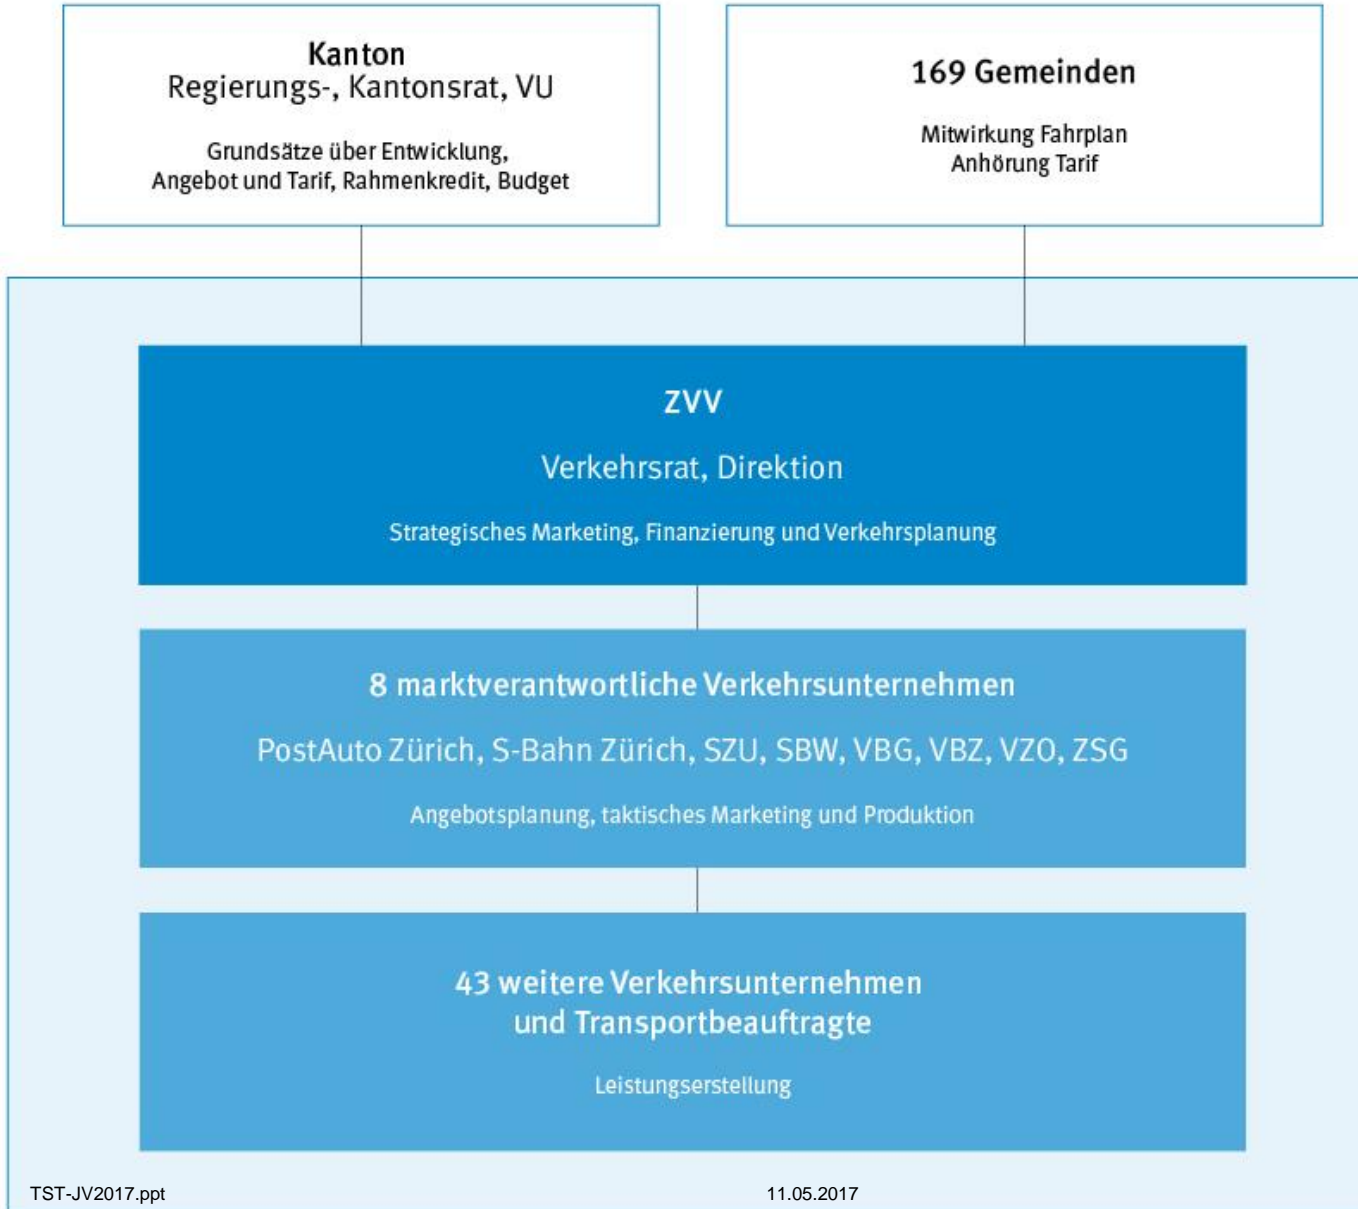 Kanton
Regierungs-, Kantonsrat, VU
Grundsätze über Entwicklung,
Angebot und Tarif, Rahmenkredit, Budget
169 Gemeinden
Mitwirkung Fahrplan
Anhörung Tarif
ZVV
Verkehrsrat, Direktion
Strategisches Marketing, Finanzierung und Verkehrsplanung
8 marktverantwortliche Verkehrsunternehmen
PostAuto Zürich, S-Bahn Zürich, SZU, SBW, VBG, VBZ, VZO, ZSG
Angebotsplanung, taktisches Marketing und Produktion
43 weitere Verkehrsunternehmen
und Transportbeauftragte
Leistungserstellung
TST-JV2017.ppt
11.05.2017